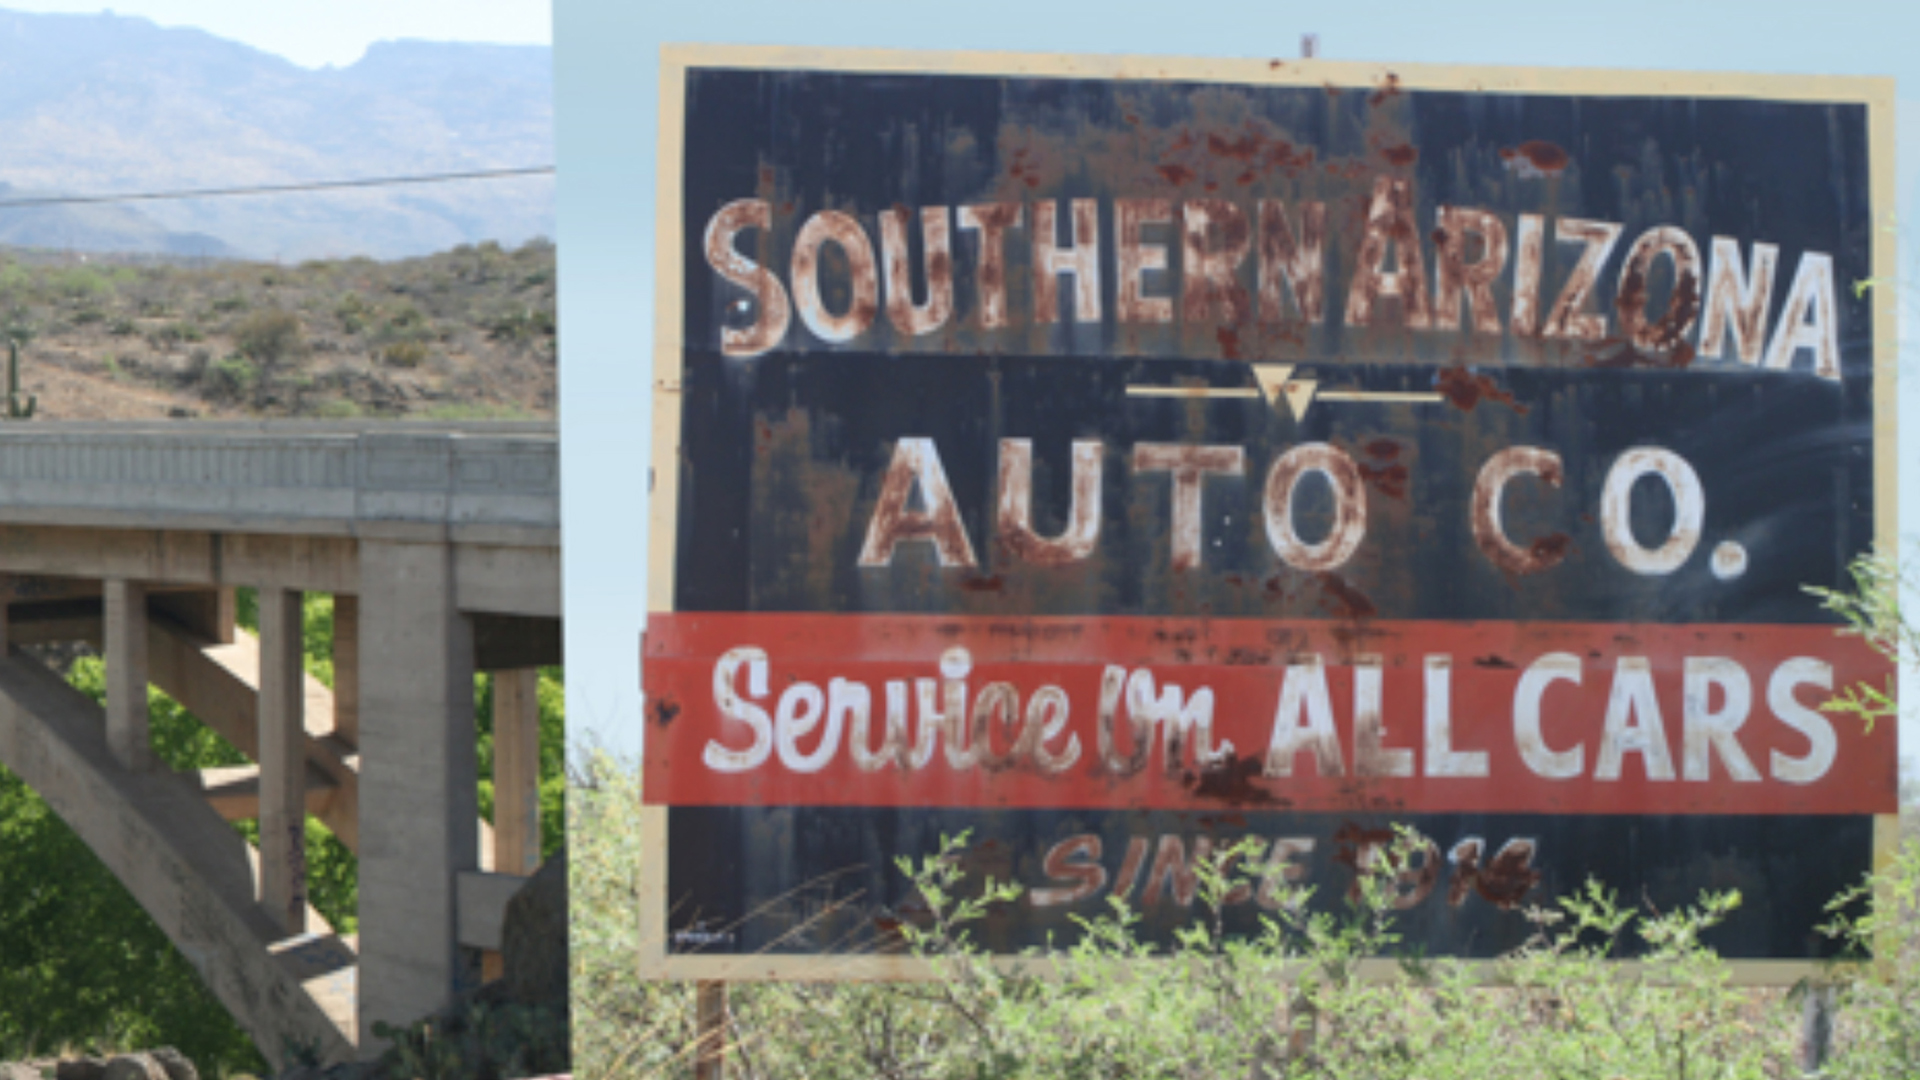 SOUTHERN ARIZONA
AUTO CO.
Service On ALL CARS
SINCE 1914